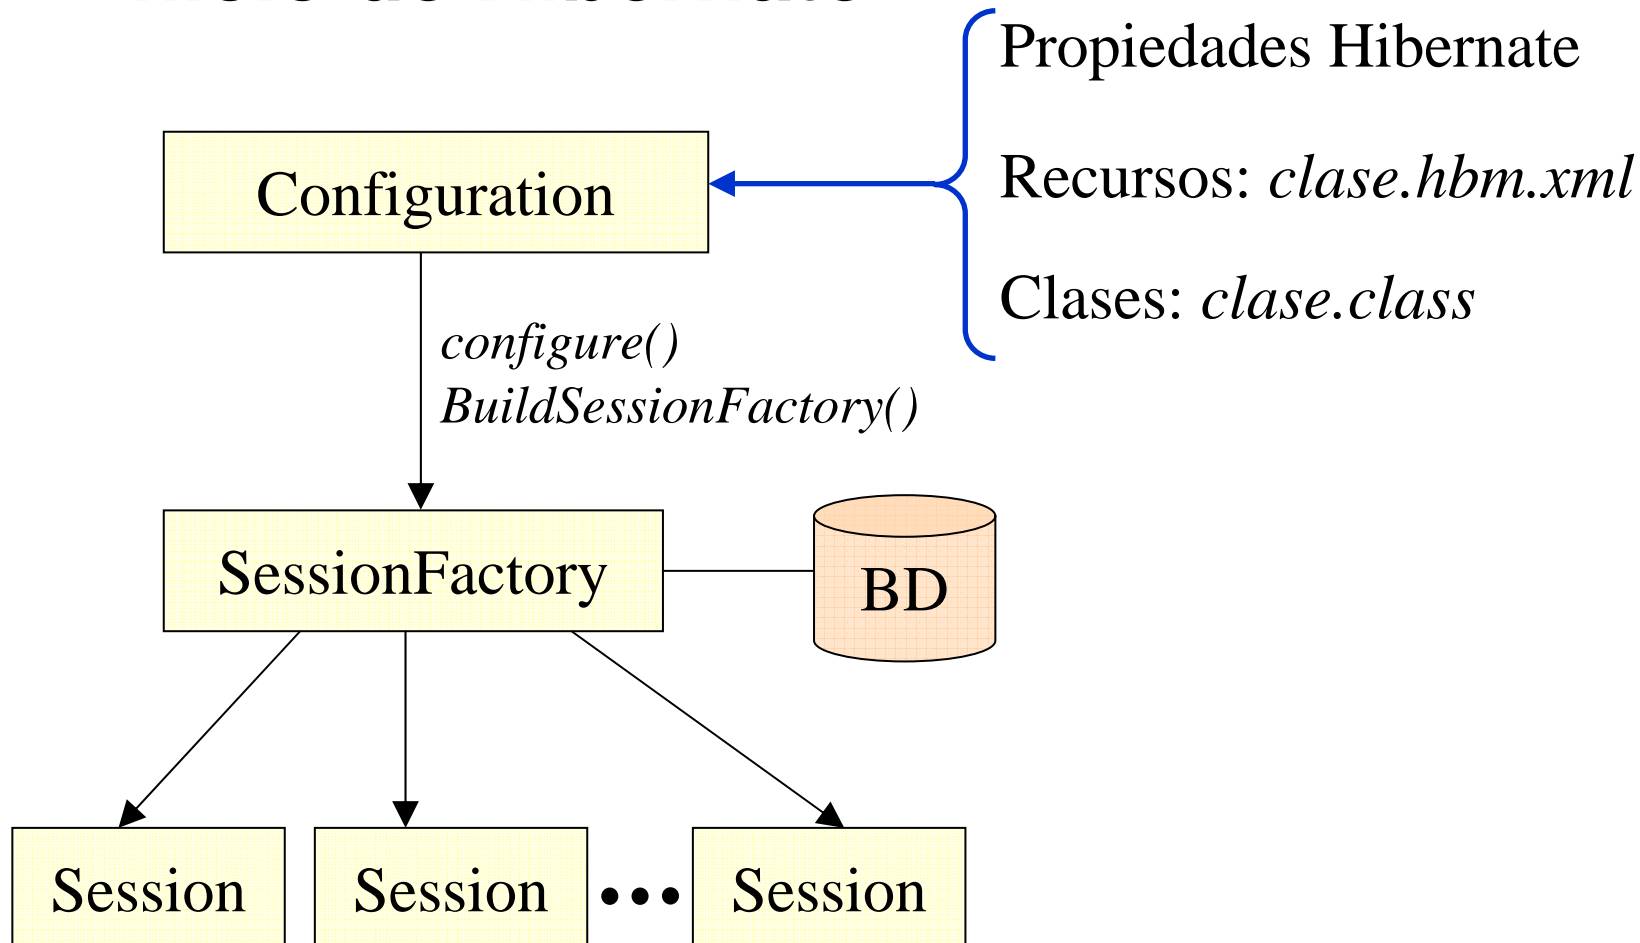 Propiedades Hibernate
Configuration
Recursos: clase.hbm.xml
Clases: clase.class
configure()
BuildSessionFactory()
SessionFactory
BD
Session
Session
•••
Session